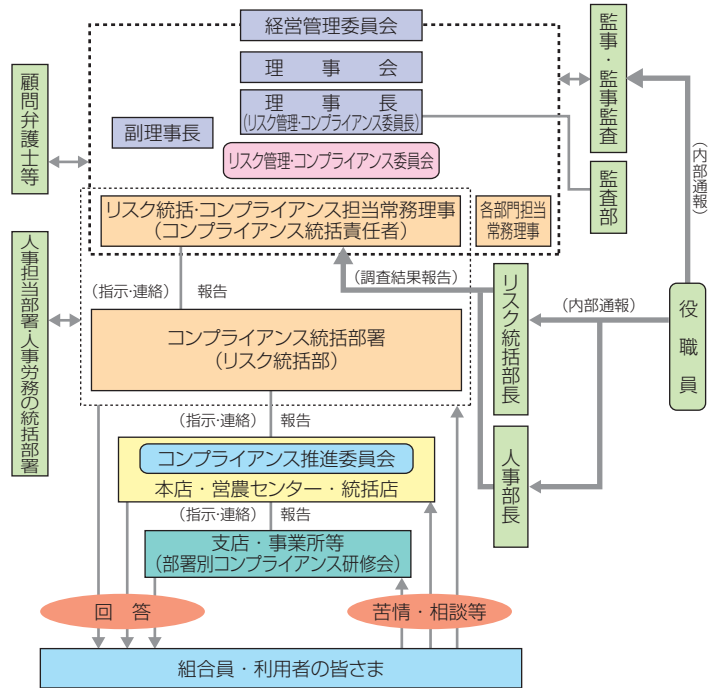 経営管理委員会
理事会
理事長
(リスク管理・コンプライアンス委員長)
副理事長
リスク管理・コンプライアンス委員会
顧問弁護士等
監事・監事監査
監査部
(内部通報)
リスク統括・コンプライアンス担当常務理事
(コンプライアンス統括責任者)
各部門担当
常務理事
(調査結果報告)
(指示・連絡)
報告
人事担当部署・人事労務の統括部署
コンプライアンス統括部署
(リスク統括部)
リスク統括部長
(内部通報)
役職員
人事部長
(指示・連絡)
報告
コンプライアンス推進委員会
本店・営農センター・統括店
(指示・連絡)
報告
支店・事業所等
(部署別コンプライアンス研修会)
回答
苦情・相談等
組合員・利用者の皆さま